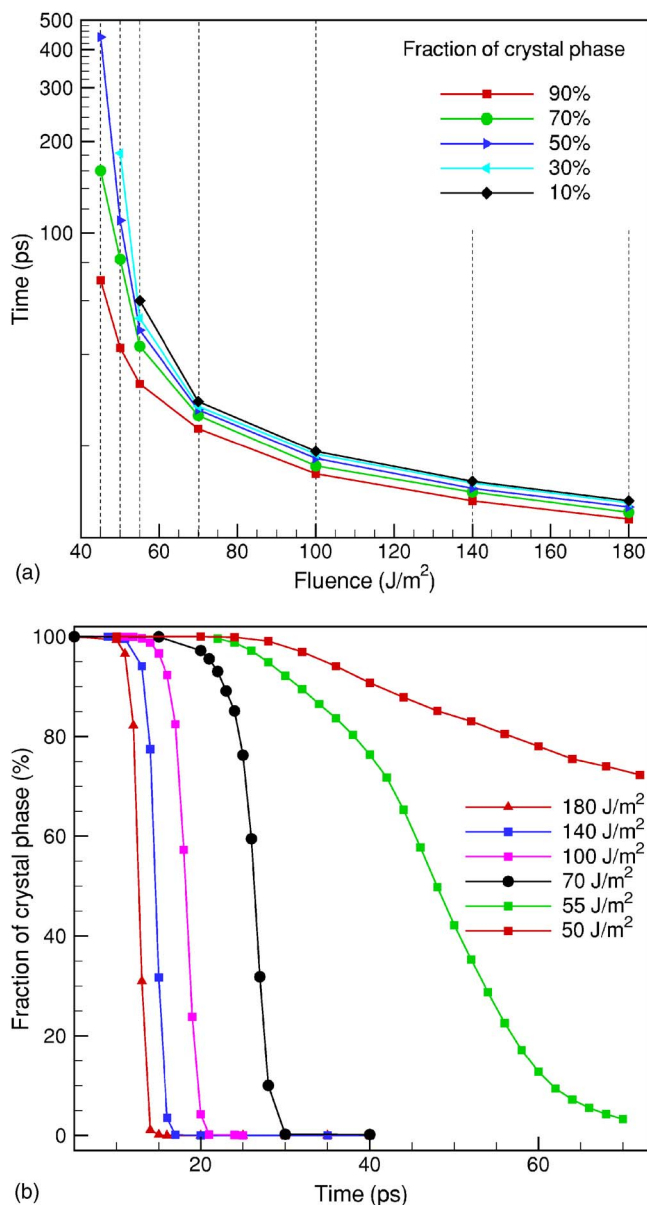 500
400
300
200
100
Time (ps)
Fraction of crystal phase
90%
70%
50%
30%
10%
40 60 80 100 120 140 160 180
Fluence (J/m²)
(a)
100
80
60
40
20
0
Fraction of crystal phase (%)
180 J/m²
140 J/m²
100 J/m²
70 J/m²
55 J/m²
50 J/m²
20 40 60
Time (ps)
(b)